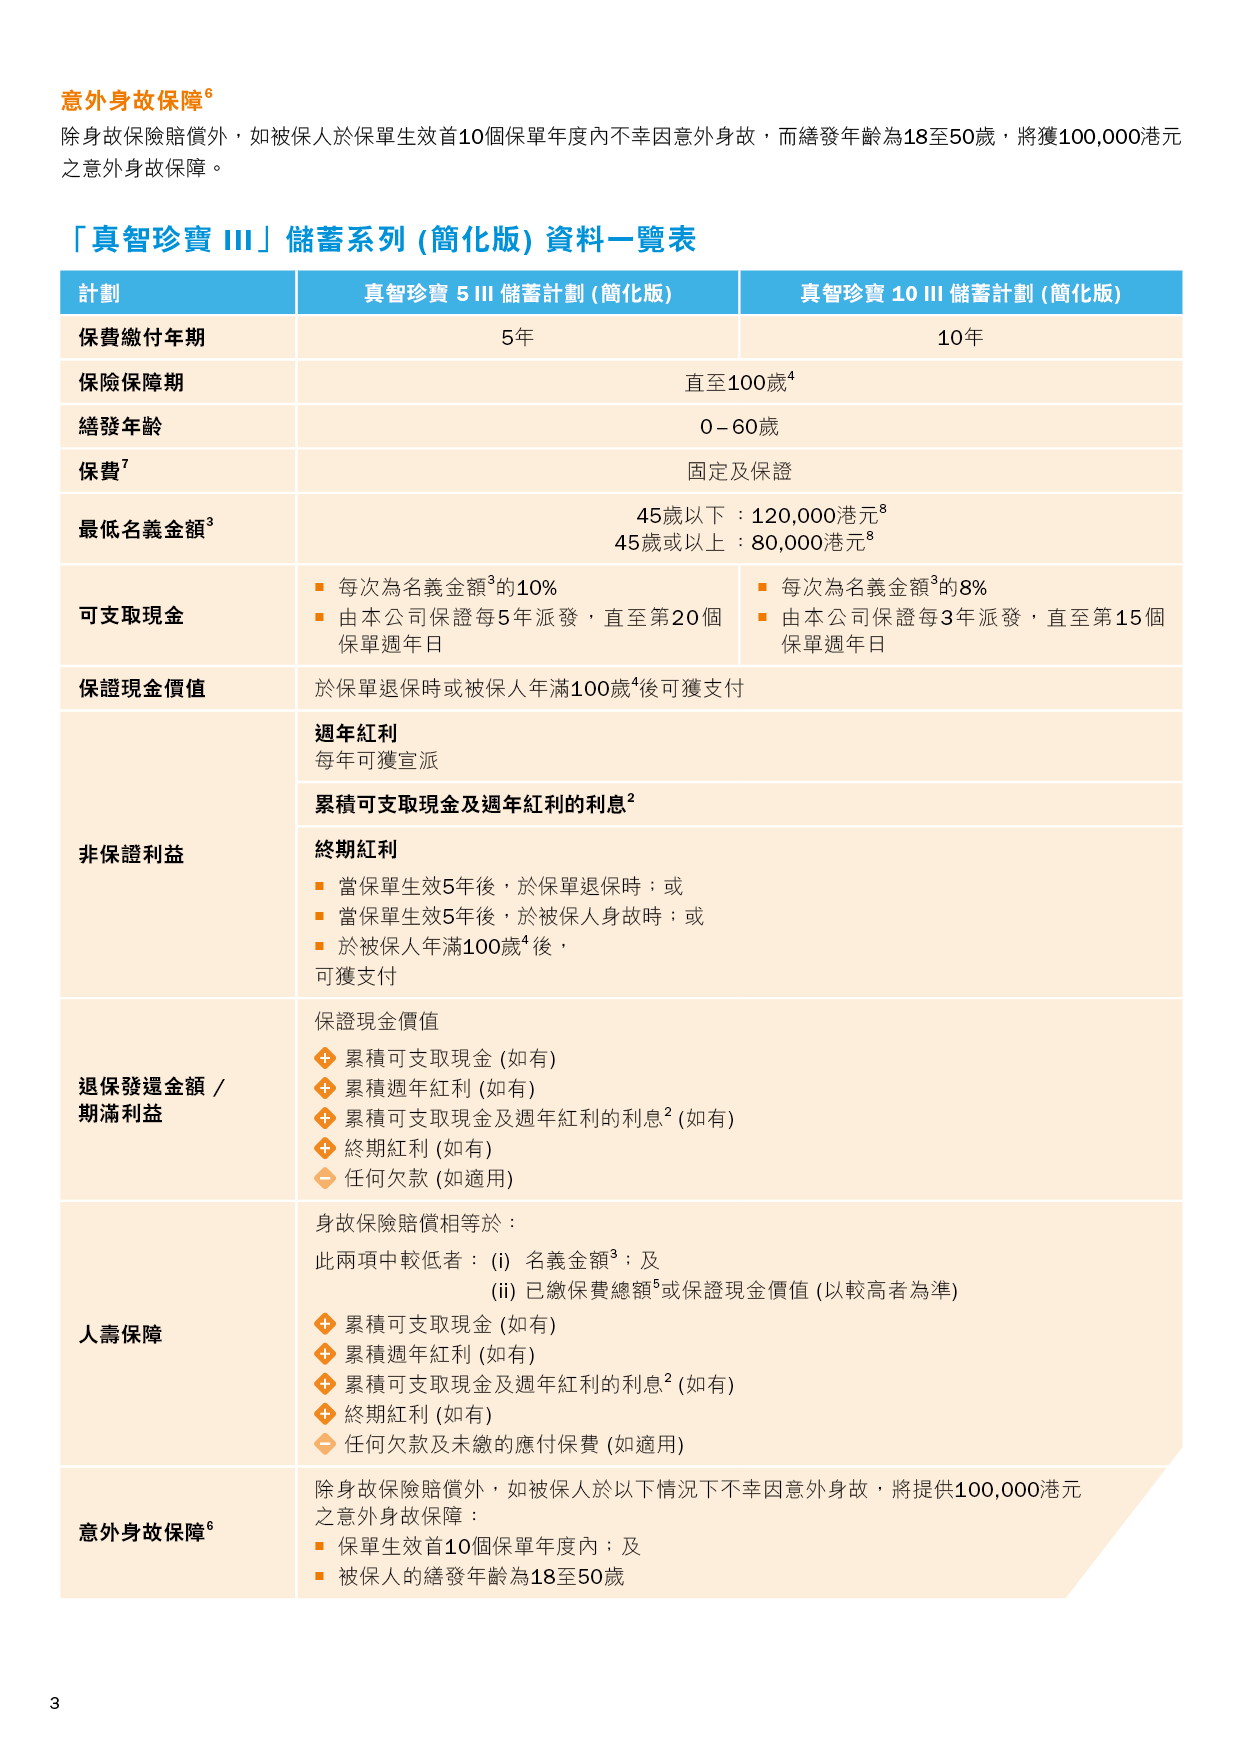 意外身故保障6
除身故保險賠償外，如被保人於保單生效首10個保單年度內不幸因意外身故，而繕發年齡為18至50歲，將獲100,000港元
之意外身故保障。
「真智珍寶 III」儲蓄系列 (簡化版) 資料一覽表
計劃
真智珍寶 5 III 儲蓄計劃 (簡化版)
真智珍寶 10 III 儲蓄計劃 (簡化版)
保費繳付年期
5年
10年
保險保障期
直至100歲4
繕發年齡
0 – 60歲
保費7
固定及保證
最低名義金額3
45歲以下 ：120,000港元8
45歲或以上 ：80,000港元8
可支取現金
▪ 每次為名義金額3的10%
▪ 由本公司保證每5年派發，直至第20個
保單週年日
▪ 每次為名義金額3的8%
▪ 由本公司保證每3年派發，直至第15個
保單週年日
保證現金價值
於保單退保時或被保人年滿100歲4後可獲支付
非保證利益
週年紅利
每年可獲宣派
累積可支取現金及週年紅利的利息2
終期紅利
▪ 當保單生效5年後，於保單退保時；或
▪ 當保單生效5年後，於被保人身故時；或
▪ 於被保人年滿100歲4後，
可獲支付
退保發還金額 /
期滿利益
保證現金價值
+ 累積可支取現金 (如有)
+ 累積週年紅利 (如有)
+ 累積可支取現金及週年紅利的利息2 (如有)
+ 終期紅利 (如有)
− 任何欠款 (如適用)
人壽保障
身故保險賠償相等於：
此兩項中較低者： (i) 名義金額3；及
(ii) 已繳保費總額5或保證現金價值 (以較高者為準)
+ 累積可支取現金 (如有)
+ 累積週年紅利 (如有)
+ 累積可支取現金及週年紅利的利息2 (如有)
+ 終期紅利 (如有)
− 任何欠款及未繳的應付保費 (如適用)
意外身故保障6
除身故保險賠償外，如被保人於以下情況下不幸因意外身故，將提供100,000港元
之意外身故保障：
▪ 保單生效首10個保單年度內；及
▪ 被保人的繕發年齡為18至50歲
3